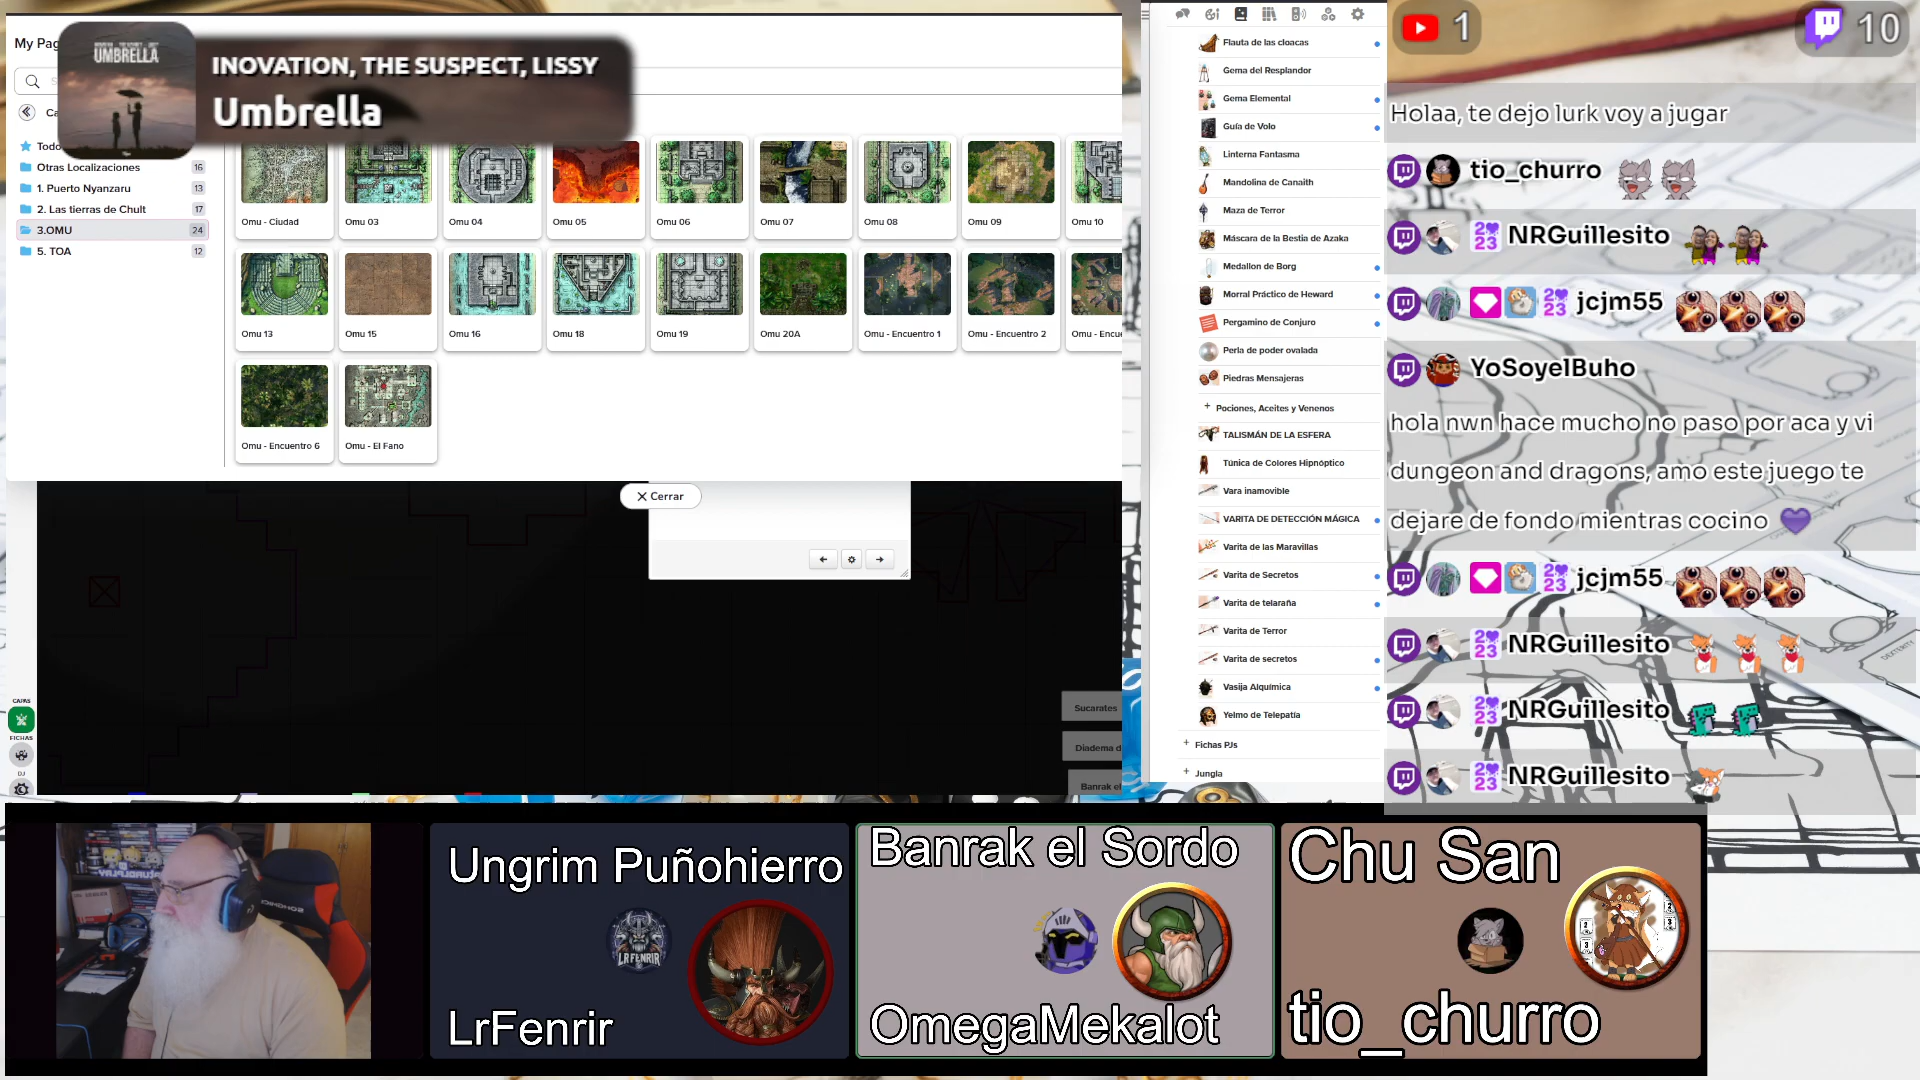 My Pag
INOVATION, THE SUSPECT, LISSY
Umbrella
Ca
Todo
Otras Localizaciones 16
1. Puerto Nyanzaru 13
2. Las tierras de Chult 17
3.OMU 24
5. TOA 12
Omu - Ciudad
Omu 03
Omu 04
Omu 05
Omu 06
Omu 07
Omu 08
Omu 09
Omu 10
Omu 13
Omu 15
Omu 16
Omu 18
Omu 19
Omu 20A
Omu - Encuentro 1
Omu - Encuentro 2
Omu - Encu
Omu - Encuentro 6
Omu - El Fano
Cerrar
CAPAS
FICHAS
DJ
Sucarates
Diadema d
Banrak el
Flauta de las cloacas
Gema del Resplandor
Gema Elemental
Guía de Volo
Linterna Fantasma
Mandolina de Canaith
Maza de Terror
Máscara de la Bestia de Azaka
Medallon de Borg
Morral Práctico de Heward
Pergamino de Conjuro
Perla de poder ovalada
Piedras Mensajeras
+ Pociones, Aceites y Venenos
TALISMÁN DE LA ESFERA
Túnica de Colores Hipnóptico
Vara inamovible
VARITA DE DETECCIÓN MÁGICA
Varita de las Maravillas
Varita de Secretos
Varita de telaraña
Varita de Terror
Varita de secretos
Vasija Alquímica
Yelmo de Telepatía
+ Fichas PJs
+ Jungla
1
10
Holaa, te dejo lurk voy a jugar
tio_churro
NRGuillesito
jcjm55
YoSoyelBuho
hola nwn hace mucho no paso por aca y vi
dungeon and dragons, amo este juego te
dejare de fondo mientras cocino
jcjm55
NRGuillesito
NRGuillesito
NRGuillesito
DEXTERITY
Ungrim Puñohierro
LRFENRIR
LrFenrir
Banrak el Sordo
OmegaMekalot
Chu San
tio_churro